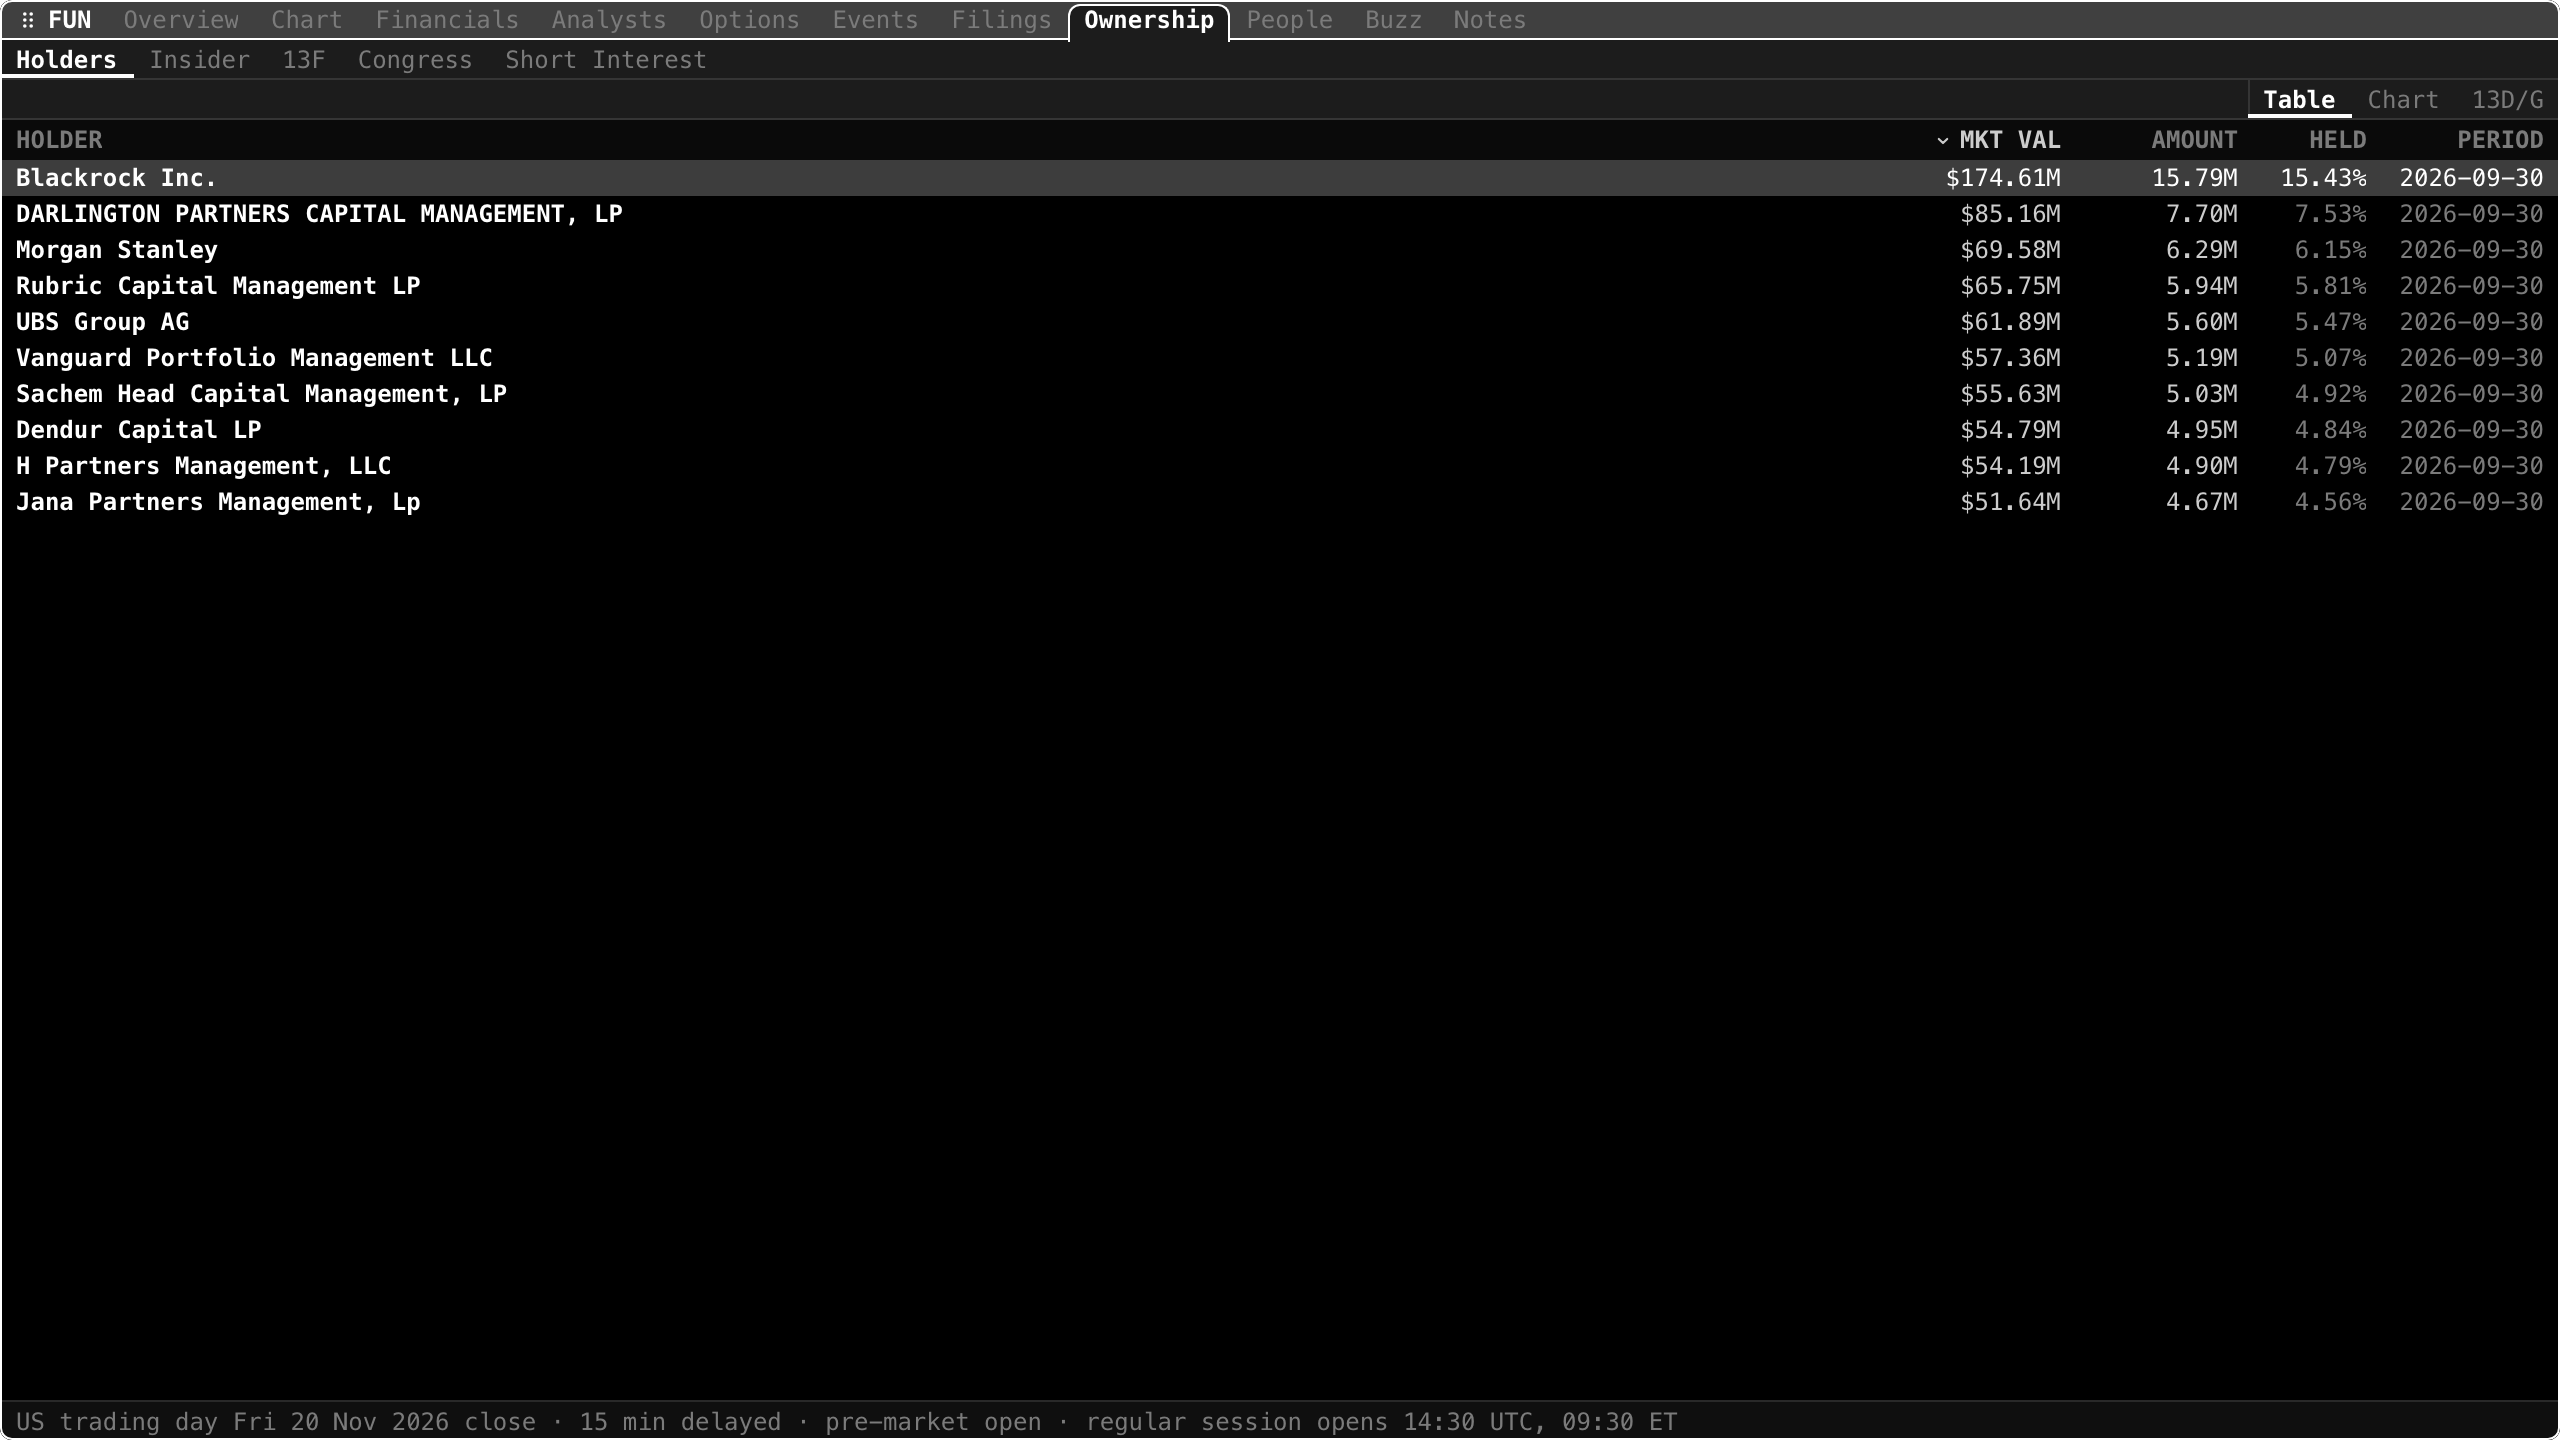 FUN Overview Chart Financials Analysts Options Events Filings Ownership People Buzz Notes
Holders Insider 13F Congress Short Interest
Table Chart 13D/G
HOLDER MKT VAL AMOUNT HELD PERIOD
Blackrock Inc. $174.61M 15.79M 15.43% 2026-09-30
DARLINGTON PARTNERS CAPITAL MANAGEMENT, LP $85.16M 7.70M 7.53% 2026-09-30
Morgan Stanley $69.58M 6.29M 6.15% 2026-09-30
Rubric Capital Management LP $65.75M 5.94M 5.81% 2026-09-30
UBS Group AG $61.89M 5.60M 5.47% 2026-09-30
Vanguard Portfolio Management LLC $57.36M 5.19M 5.07% 2026-09-30
Sachem Head Capital Management, LP $55.63M 5.03M 4.92% 2026-09-30
Dendur Capital LP $54.79M 4.95M 4.84% 2026-09-30
H Partners Management, LLC $54.19M 4.90M 4.79% 2026-09-30
Jana Partners Management, Lp $51.64M 4.67M 4.56% 2026-09-30
US trading day Fri 20 Nov 2026 close · 15 min delayed · pre-market open · regular session opens 14:30 UTC, 09:30 ET